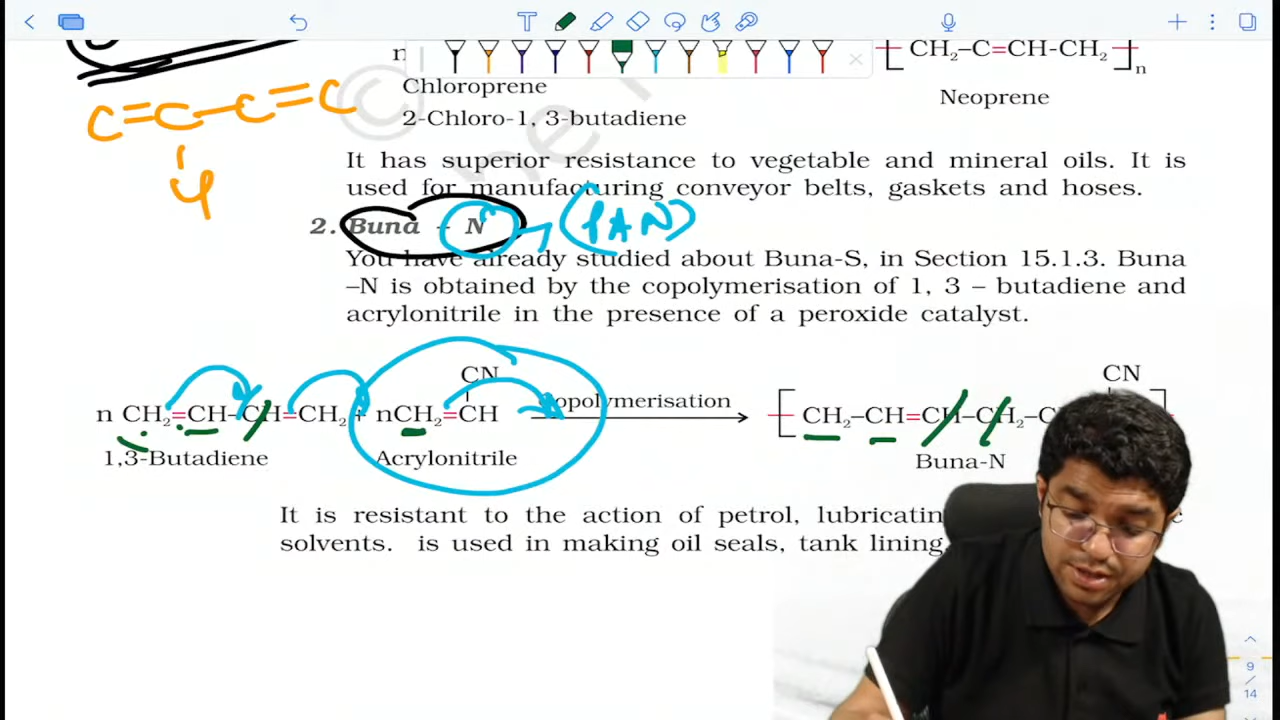 n
CH₂–C=CH-CH₂
n
Chloroprene
Neoprene
2-Chloro-1, 3-butadiene
C=C–C=C
It has superior resistance to vegetable and mineral oils. It is
used for manufacturing conveyor belts, gaskets and hoses.
2. Buna – N
(PAN)
You have already studied about Buna-S, in Section 15.1.3. Buna
–N is obtained by the copolymerisation of 1, 3 – butadiene and
acrylonitrile in the presence of a peroxide catalyst.
CN
CN
n CH₂=CH–CH=CH₂ + nCH₂=CH
Copolymerisation
CH₂–CH=CH–CH₂–
1,3-Butadiene
Acrylonitrile
Buna-N
It is resistant to the action of petrol, lubricatin
solvents. is used in making oil seals, tank lining
9
/
14